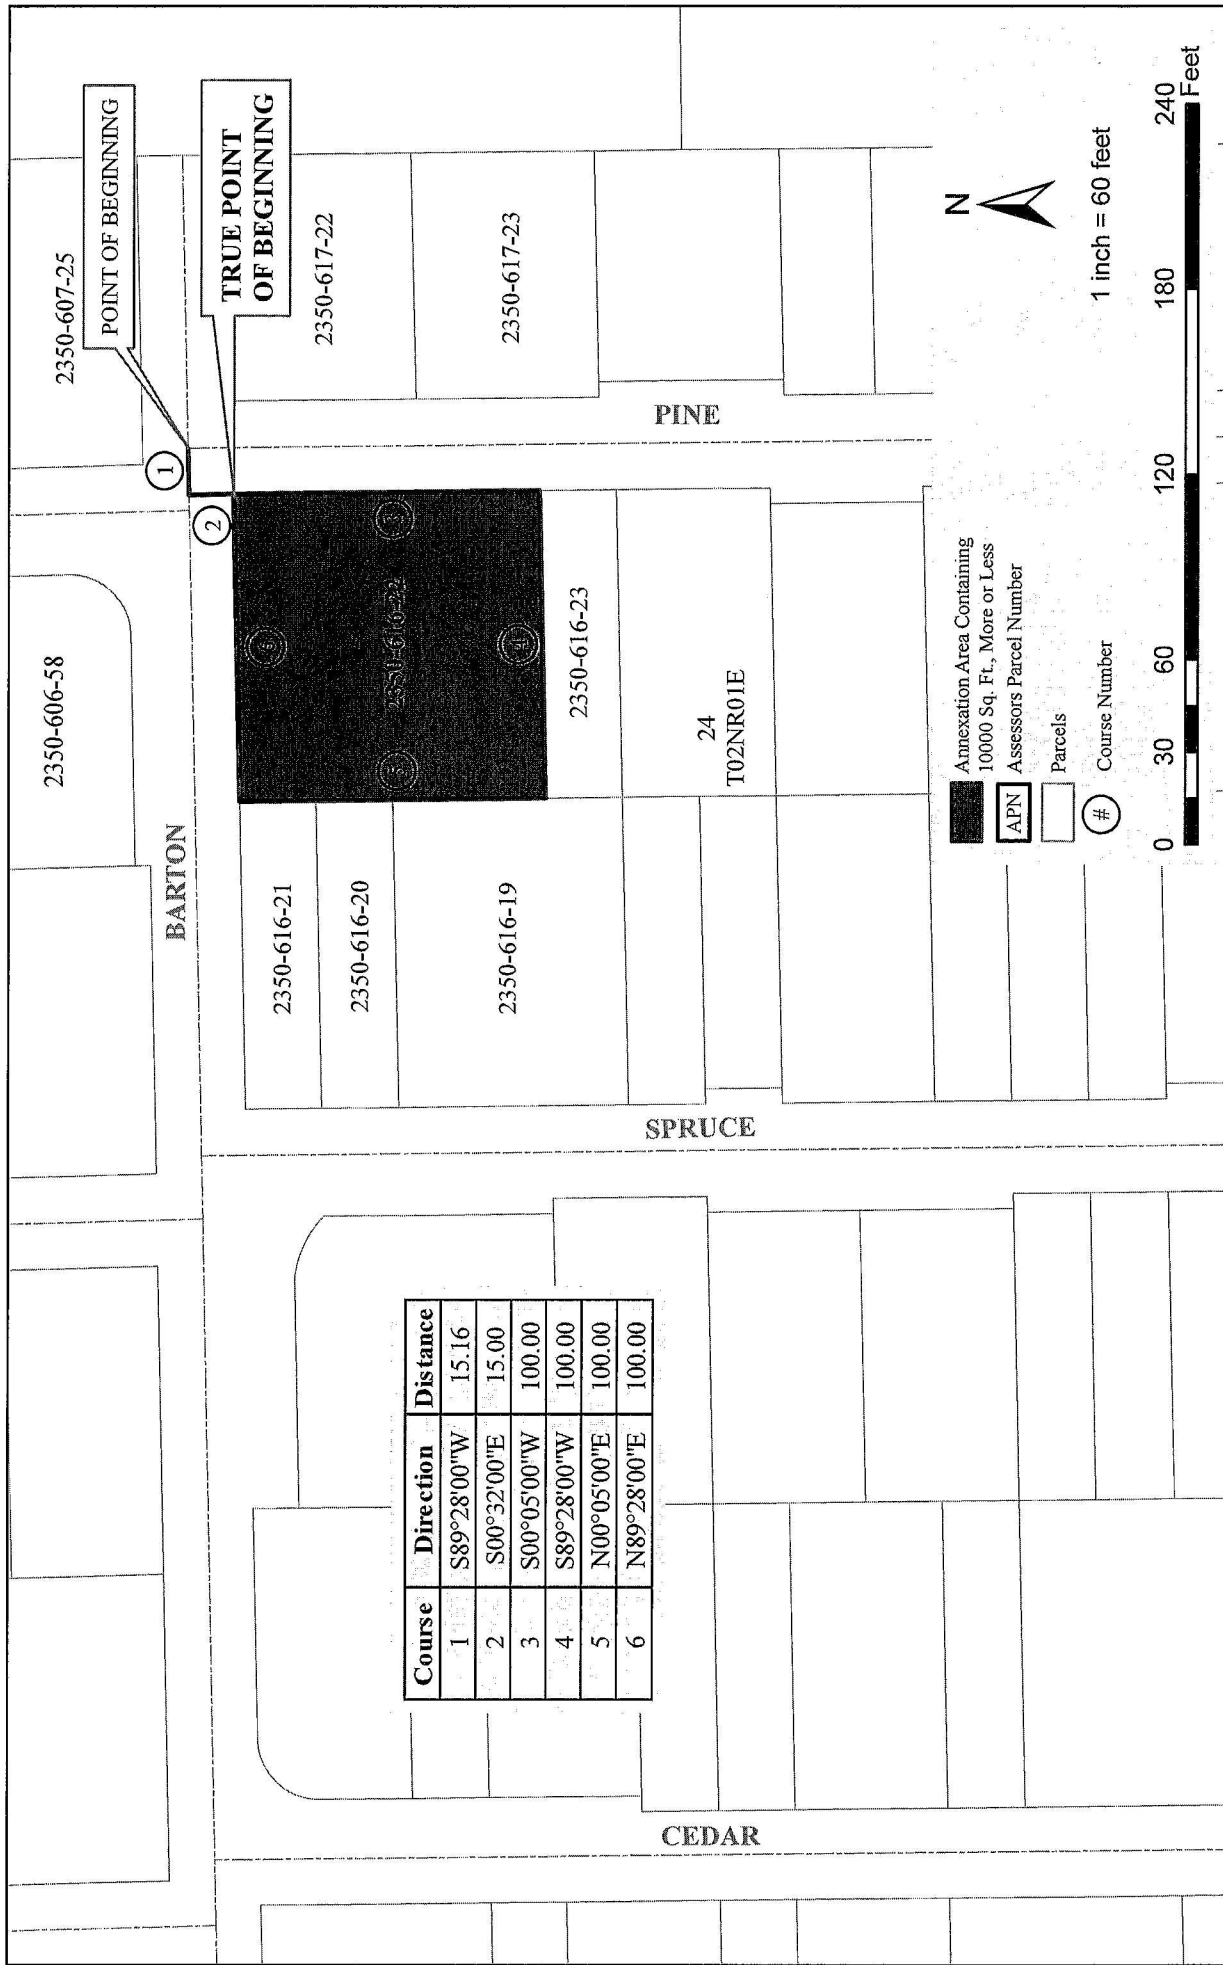 2350-606-58
2350-607-25
POINT OF BEGINNING
BARTON
1
2
TRUE POINT
OF BEGINNING
2350-616-21
2350-616-20
2350-616-19
6
5
2350-616-22
3
4
2350-616-23
2350-617-22
2350-617-23
24
T02NR01E
CEDAR
SPRUCE
PINE
Course Direction Distance
1 S89°28'00"W 15.16
2 S00°32'00"E 15.00
3 S00°05'00"W 100.00
4 S89°28'00"W 100.00
5 N00°05'00"E 100.00
6 N89°28'00"E 100.00
Annexation Area Containing
10000 Sq. Ft., More or Less
APN Assessors Parcel Number
Parcels
# Course Number
N
1 inch = 60 feet
0 30 60 120 180 240
Feet